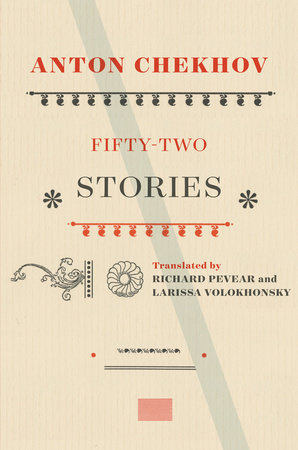 ANTON CHEKHOV
FIFTY-TWO
* STORIES *
Translated by
RICHARD PEVEAR and
LARISSA VOLOKHONSKY